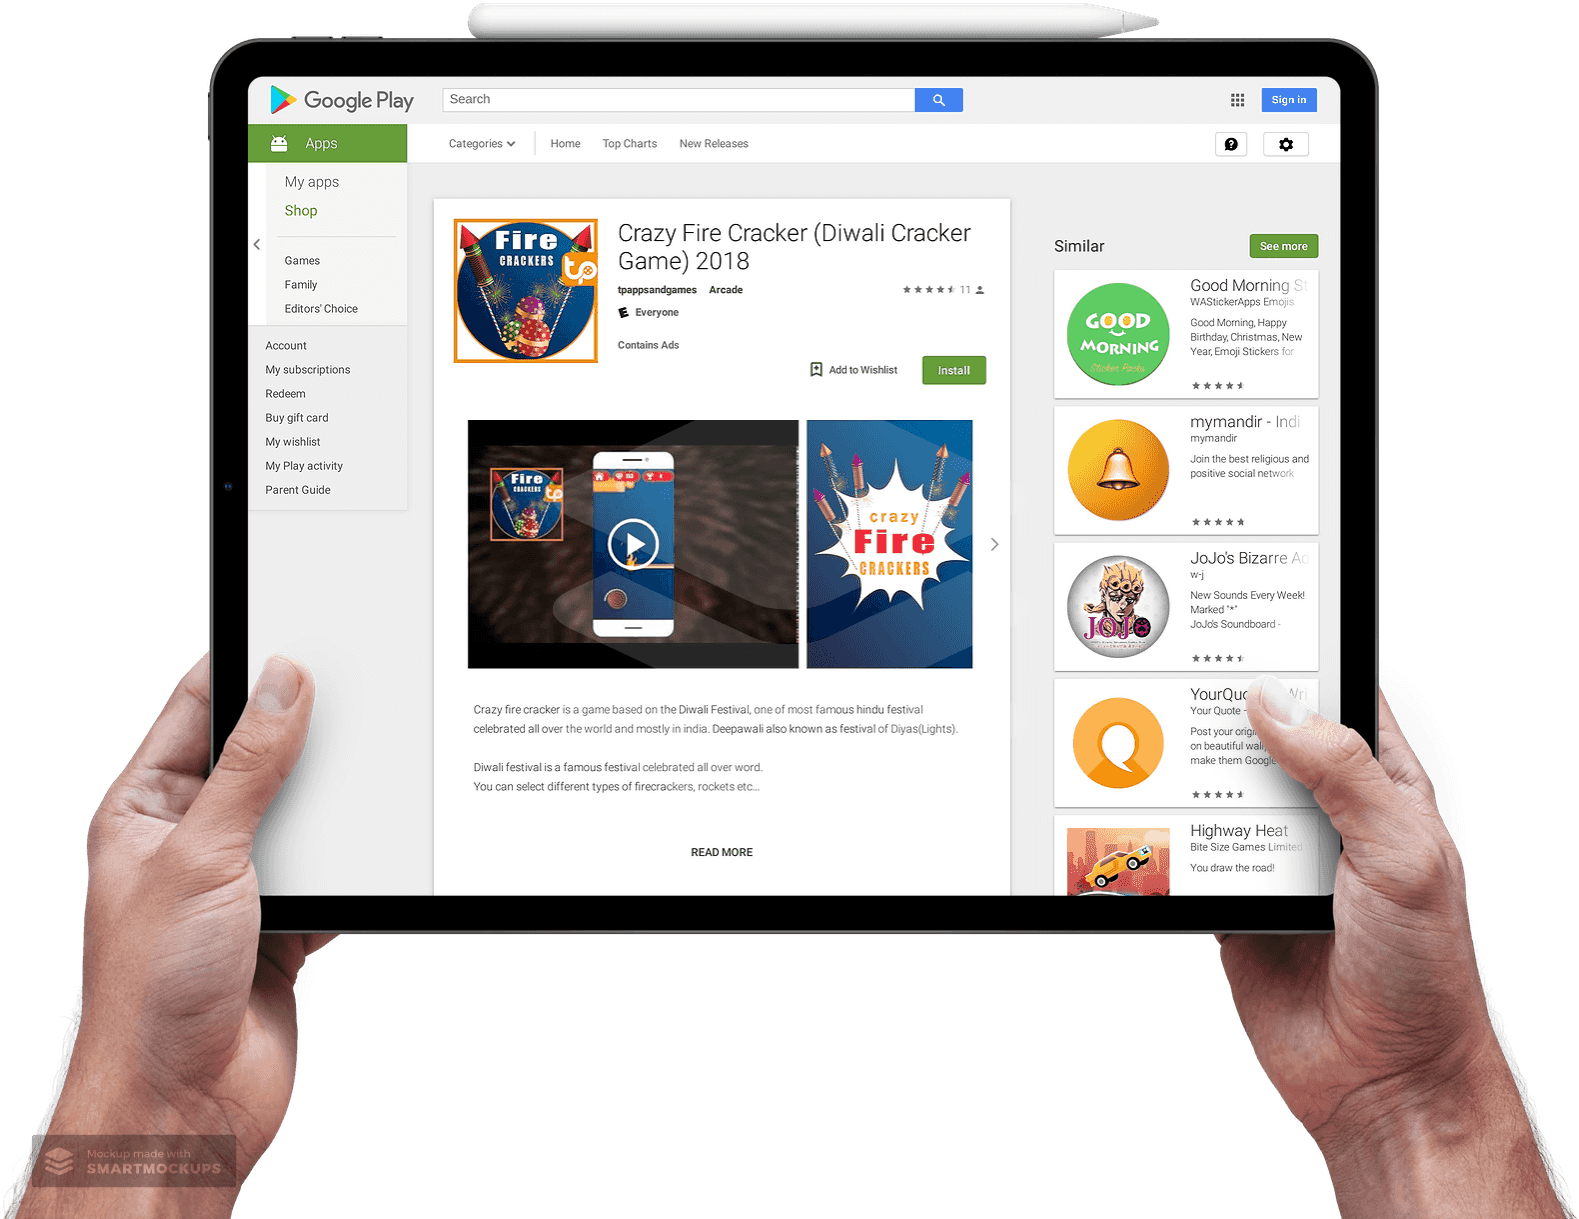 Google Play
Search
Sign in
Apps
Categories
Home
Top Charts
New Releases
My apps
Shop
Games
Family
Editors' Choice
Account
My subscriptions
Redeem
Buy gift card
My wishlist
My Play activity
Parent Guide
Fire
CRACKERS
tp
Crazy Fire Cracker (Diwali Cracker
Game) 2018
tpappsandgames Arcade
11
E Everyone
Contains Ads
Add to Wishlist
Install
Fire
CRACKERS
tp
crazy
Fire
CRACKERS
Crazy fire cracker is a game based on the Diwali Festival, one of most famous hindu festival
celebrated all over the world and mostly in india. Deepawali also known as festival of Diyas(Lights).
Diwali festival is a famous festival celebrated all over word.
You can select different types of firecrackers, rockets etc...
READ MORE
Similar
See more
GOOD
MORNING
Sticker Packs
Good Morning St
WAStickerApps Emojis
Good Morning, Happy
Birthday, Christmas, New
Year, Emoji Stickers for
mymandir - Indi
mymandir
Join the best religious and
positive social network
JOJO
JoJo's Bizarre Ad
w-j
New Sounds Every Week!
Marked "*"
JoJo's Soundboard -
YourQuo Wri
Your Quote -
Post your origi
on beautiful wal
make them Google
Highway Heat
Bite Size Games Limited
You draw the road!
Mockup made with
SMARTMOCKUPS